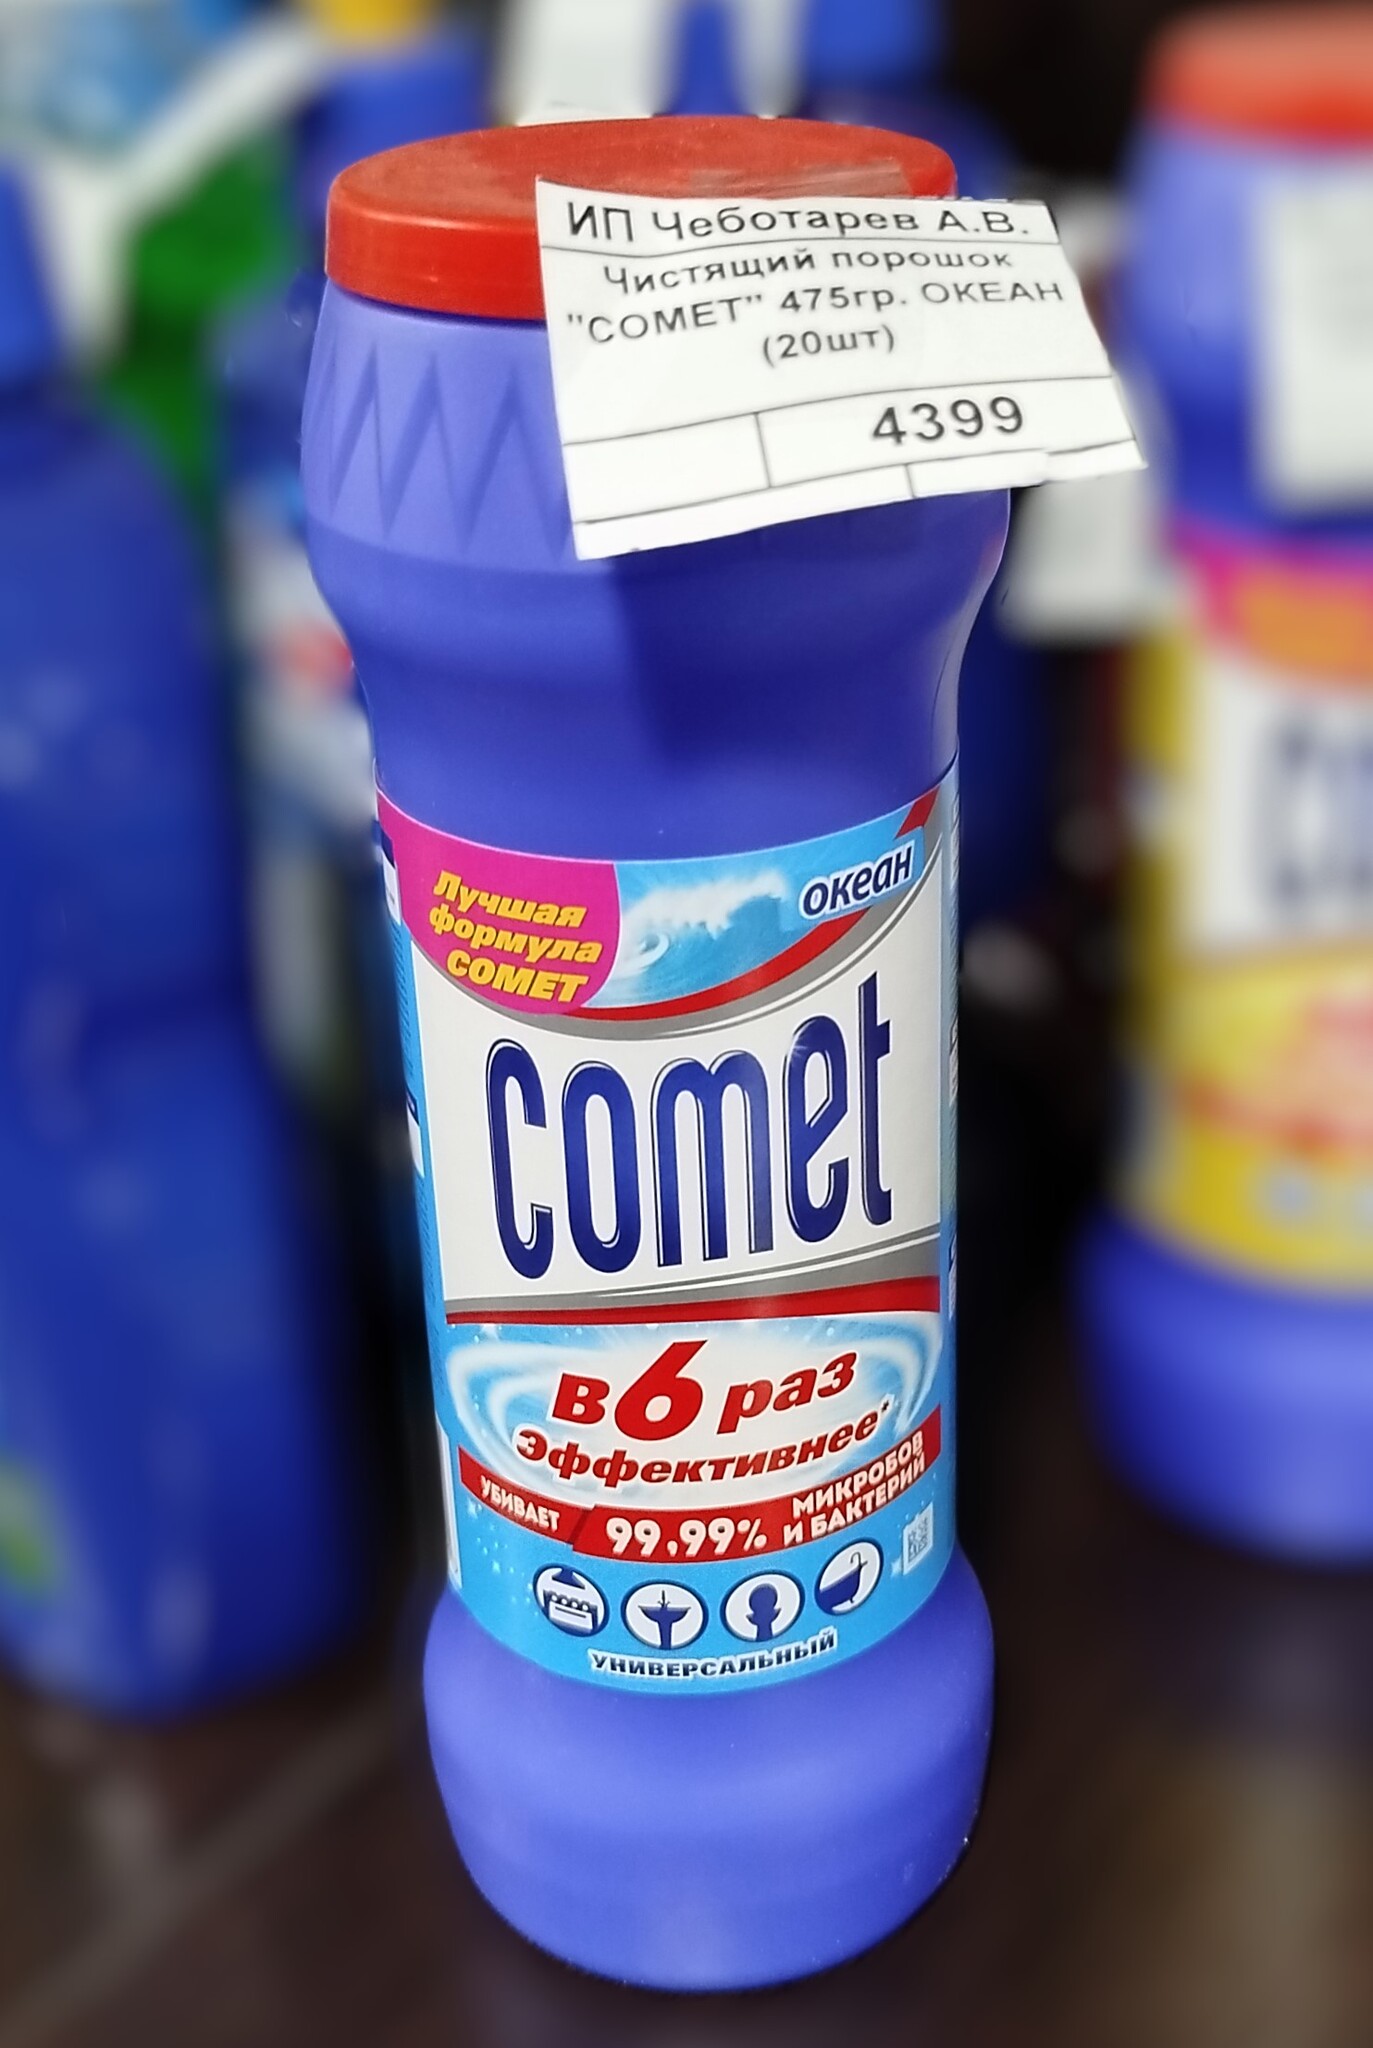 ИП Чеботарев А.В.
Чистящий порошок
"COMET" 475гр. ОКЕАН
(20шт)
4399
Лучшая
формула
COMET
океан
comet
в 6 раз
эффективнее*
УБИВАЕТ
99,99%
МИКРОБОВ
И БАКТЕРИЙ
УНИВЕРСАЛЬНЫЙ